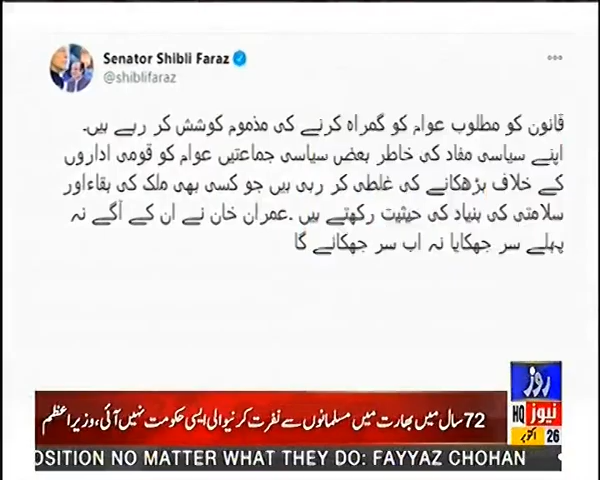 Senator Shibli Faraz
@shiblifaraz
قانون کو مطلوب عوام کو گمراہ کرنے کی مذموم کوشش کر رہے ہیں۔
اپنے سیاسی مفاد کی خاطر بعض سیاسی جماعتیں عوام کو قومی اداروں
کے خلاف بڑھکانے کی غلطی کر رہی ہیں جو کسی بھی ملک کی بقاءاور
سلامتی کی بنیاد کی حیثیت رکھتے ہیں .عمران خان نے ان کے آگے نہ
پہلے سر جھکایا نہ اب سر جھکائے گا
روز
نیوز HQ
26 اکتوبر
72 سال میں بھارت میں مسلمانوں سے نفرت کرنیوالی ایسی حکومت نہیں آئی، وزیراعظم
OSITION NO MATTER WHAT THEY DO: FAYYAZ CHOHAN